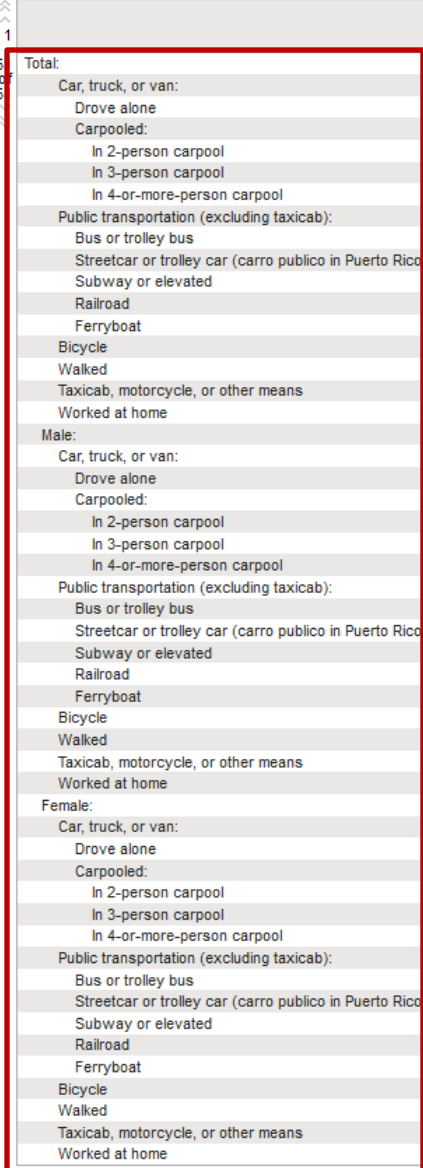 1
5
of
5
Total:
Car, truck, or van:
Drove alone
Carpooled:
In 2-person carpool
In 3-person carpool
In 4-or-more-person carpool
Public transportation (excluding taxicab):
Bus or trolley bus
Streetcar or trolley car (carro publico in Puerto Rico
Subway or elevated
Railroad
Ferryboat
Bicycle
Walked
Taxicab, motorcycle, or other means
Worked at home
Male:
Car, truck, or van:
Drove alone
Carpooled:
In 2-person carpool
In 3-person carpool
In 4-or-more-person carpool
Public transportation (excluding taxicab):
Bus or trolley bus
Streetcar or trolley car (carro publico in Puerto Rico
Subway or elevated
Railroad
Ferryboat
Bicycle
Walked
Taxicab, motorcycle, or other means
Worked at home
Female:
Car, truck, or van:
Drove alone
Carpooled:
In 2-person carpool
In 3-person carpool
In 4-or-more-person carpool
Public transportation (excluding taxicab):
Bus or trolley bus
Streetcar or trolley car (carro publico in Puerto Rico
Subway or elevated
Railroad
Ferryboat
Bicycle
Walked
Taxicab, motorcycle, or other means
Worked at home